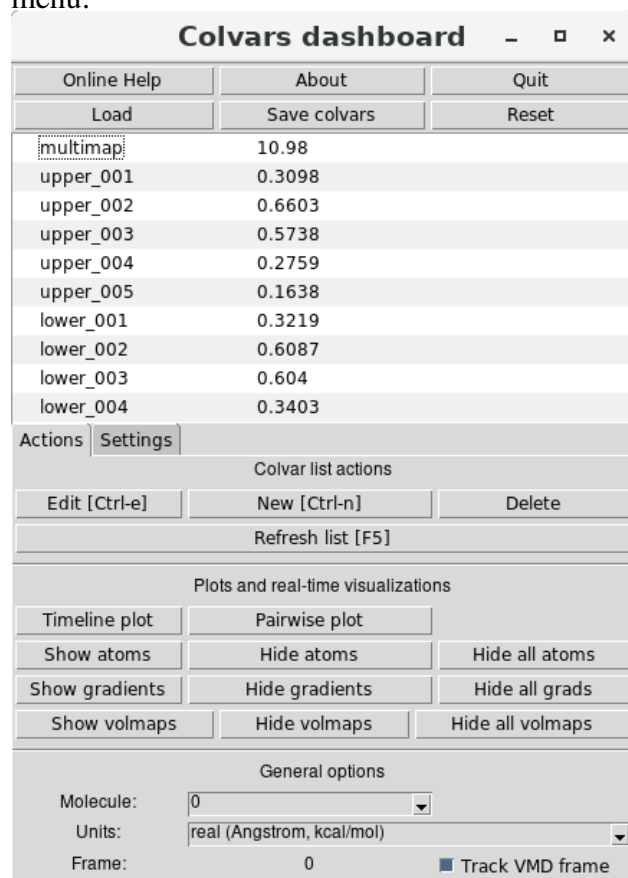 menu.
Colvars dashboard
Online Help About Quit
Load Save colvars Reset
multimap 10.98
upper_001 0.3098
upper_002 0.6603
upper_003 0.5738
upper_004 0.2759
upper_005 0.1638
lower_001 0.3219
lower_002 0.6087
lower_003 0.604
lower_004 0.3403
Actions Settings
Colvar list actions
Edit [Ctrl-e] New [Ctrl-n] Delete
Refresh list [F5]
Plots and real-time visualizations
Timeline plot Pairwise plot
Show atoms Hide atoms Hide all atoms
Show gradients Hide gradients Hide all grads
Show volmaps Hide volmaps Hide all volmaps
General options
Molecule: 0
Units: real (Angstrom, kcal/mol)
Frame: 0 Track VMD frame